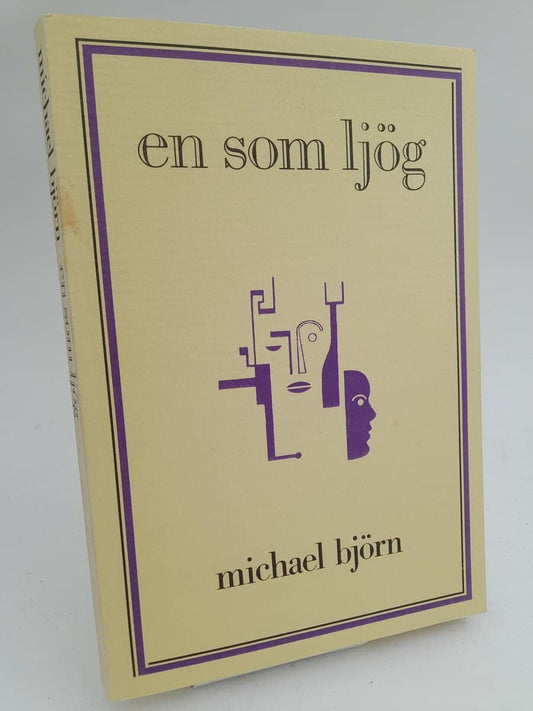 en som ljög
michael björn
michael björn en som ljög